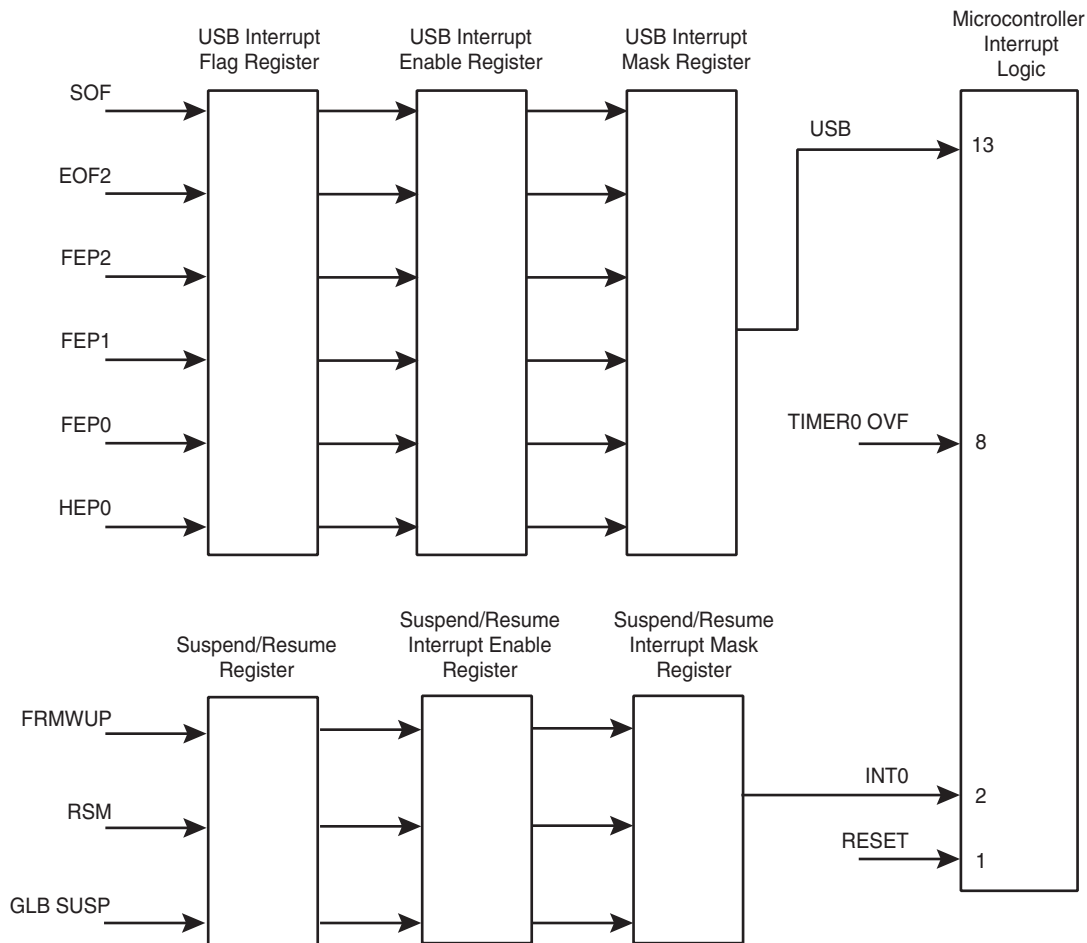 USB Interrupt
Flag Register
USB Interrupt
Enable Register
USB Interrupt
Mask Register
Microcontroller
Interrupt
Logic
SOF
EOF2
FEP2
FEP1
FEP0
HEP0
USB
13
TIMER0 OVF
8
Suspend/Resume
Register
Suspend/Resume
Interrupt Enable
Register
Suspend/Resume
Interrupt Mask
Register
FRMWUP
RSM
GLB SUSP
INT0
2
RESET
1